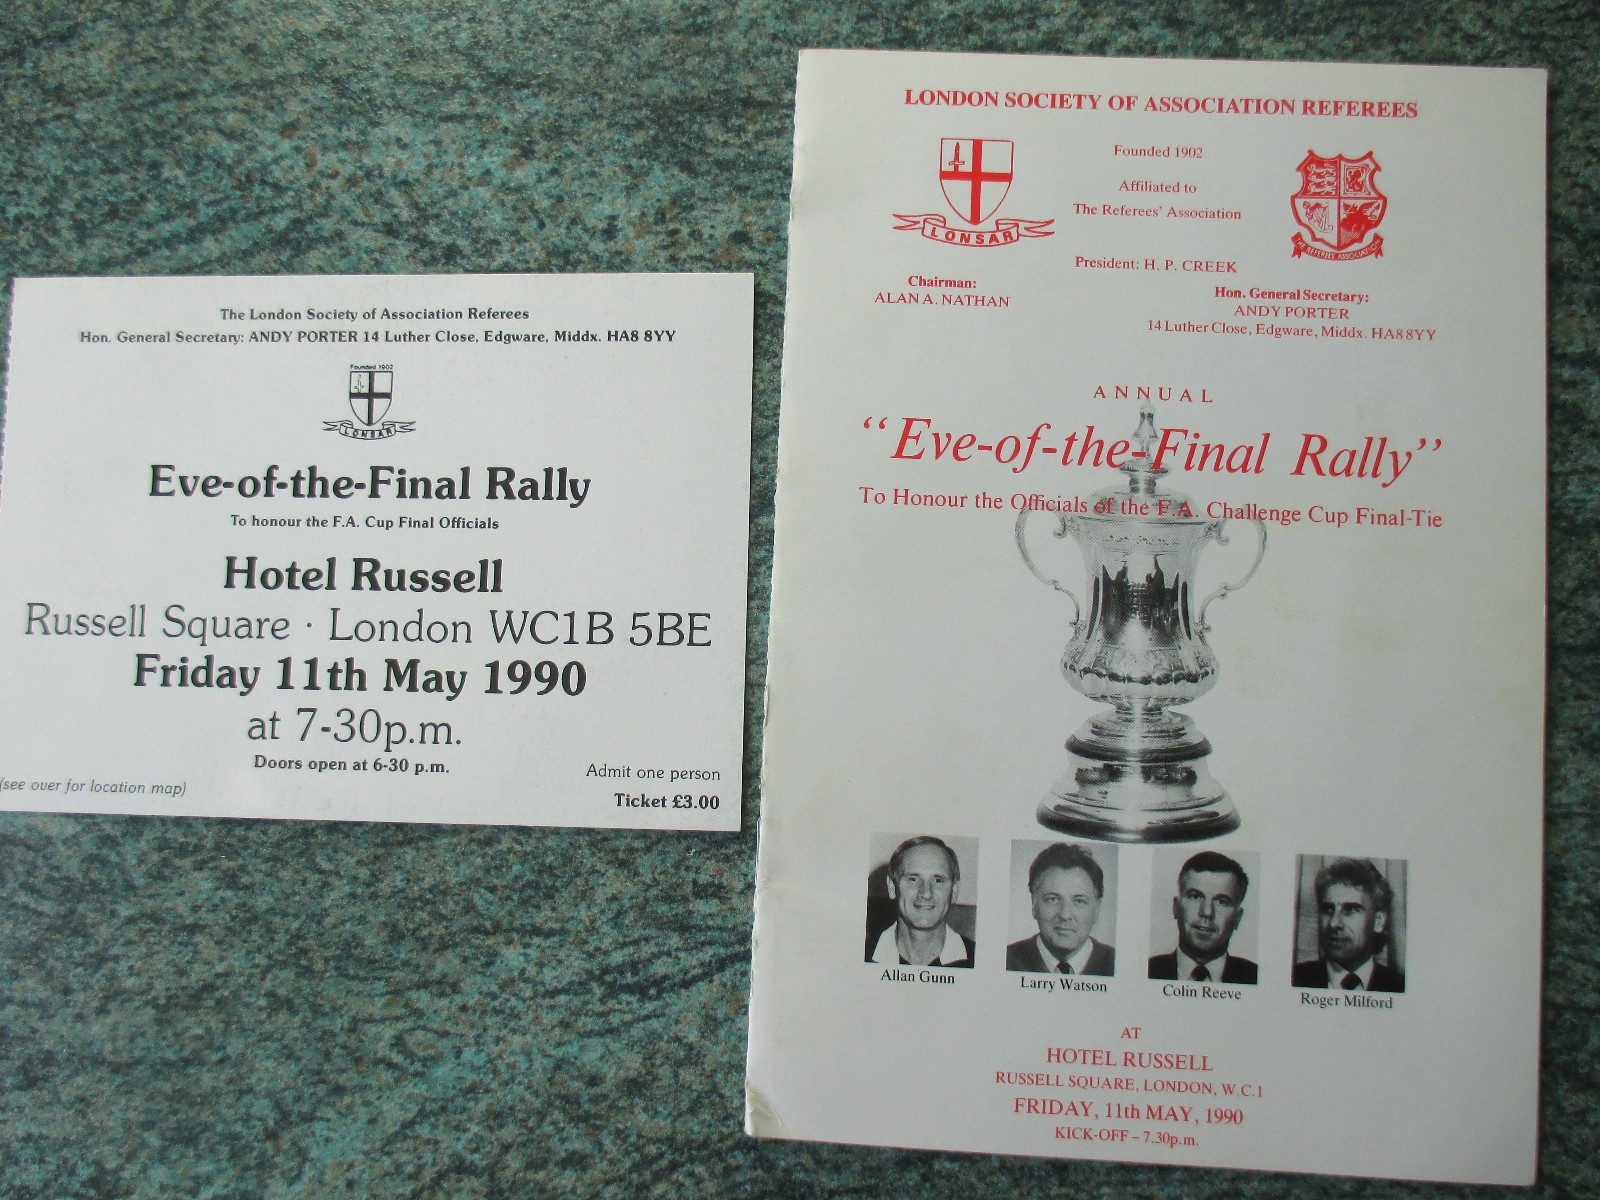 The London Society of Association Referees
Hon. General Secretary: ANDY PORTER 14 Luther Close, Edgware, Middx. HA8 8YY
Founded 1902
LONSAR
Eve-of-the-Final Rally
To honour the F.A. Cup Final Officials
Hotel Russell
Russell Square · London WC1B 5BE
Friday 11th May 1990
at 7-30p.m.
Doors open at 6-30 p.m.
(see over for location map)
Admit one person
Ticket £3.00
LONDON SOCIETY OF ASSOCIATION REFEREES
Founded 1902
Affiliated to
The Referees' Association
LONSAR
THE REFEREES ASSOCIATION
President: H. P. CREEK
Chairman:
ALAN A. NATHAN
Hon. General Secretary:
ANDY PORTER
14 Luther Close, Edgware, Middx. HA8 8YY
ANNUAL
“Eve-of-the-Final Rally”
To Honour the Officials of the F.A. Challenge Cup Final-Tie
Allan Gunn
Larry Watson
Colin Reeve
Roger Milford
AT
HOTEL RUSSELL
RUSSELL SQUARE, LONDON, W.C.1
FRIDAY, 11th MAY, 1990
KICK-OFF – 7.30p.m.